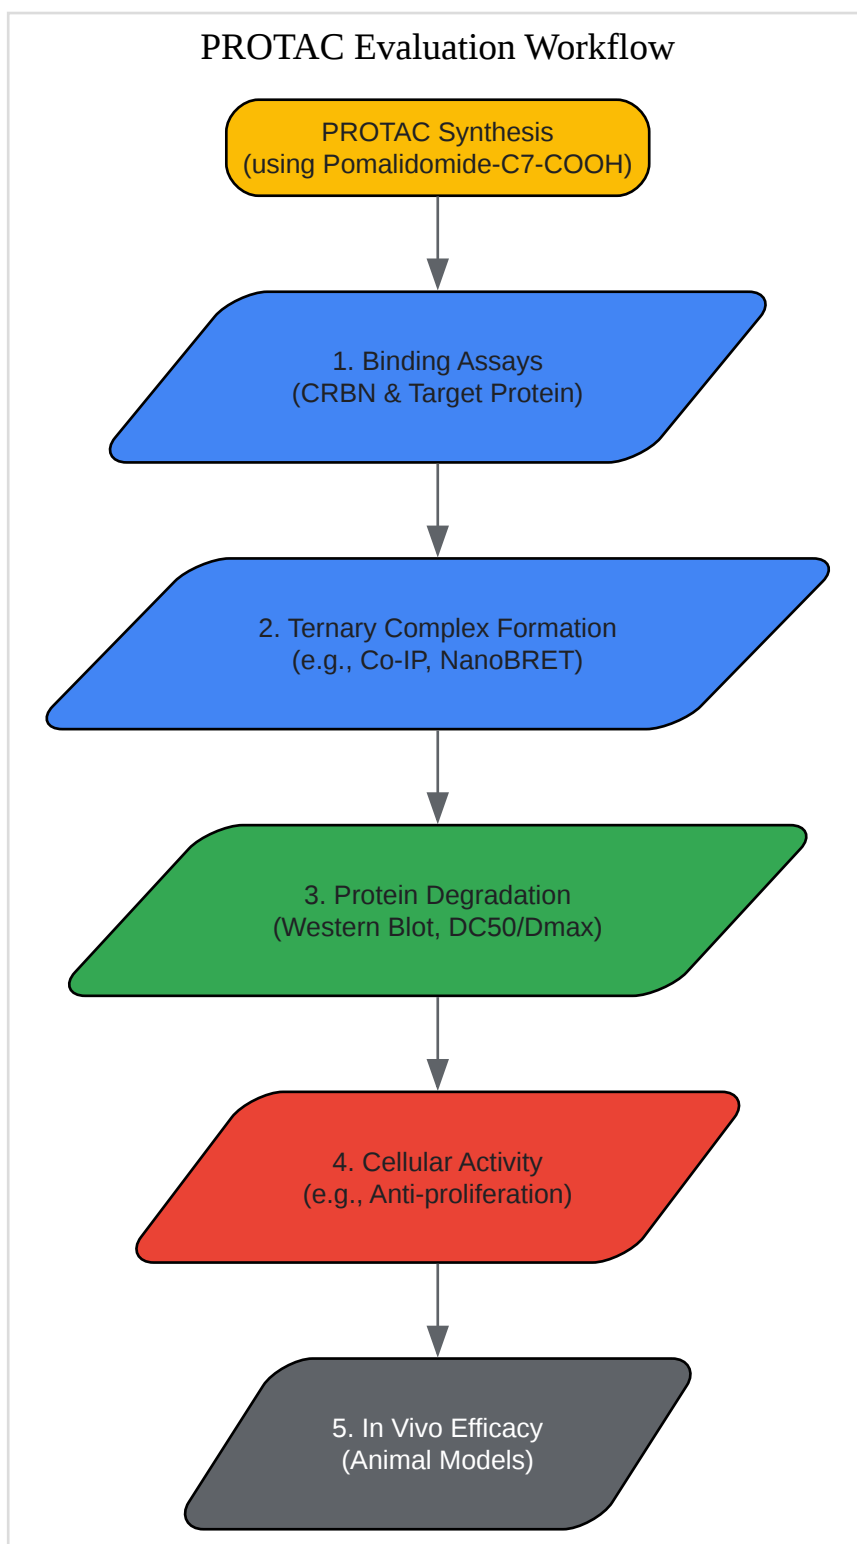 PROTAC Evaluation Workflow
PROTAC Synthesis
(using Pomalidomide-C7-COOH)
1. Binding Assays
(CRBN & Target Protein)
2. Ternary Complex Formation
(e.g., Co-IP, NanoBRET)
3. Protein Degradation
(Western Blot, DC50/Dmax)
4. Cellular Activity
(e.g., Anti-proliferation)
5. In Vivo Efficacy
(Animal Models)